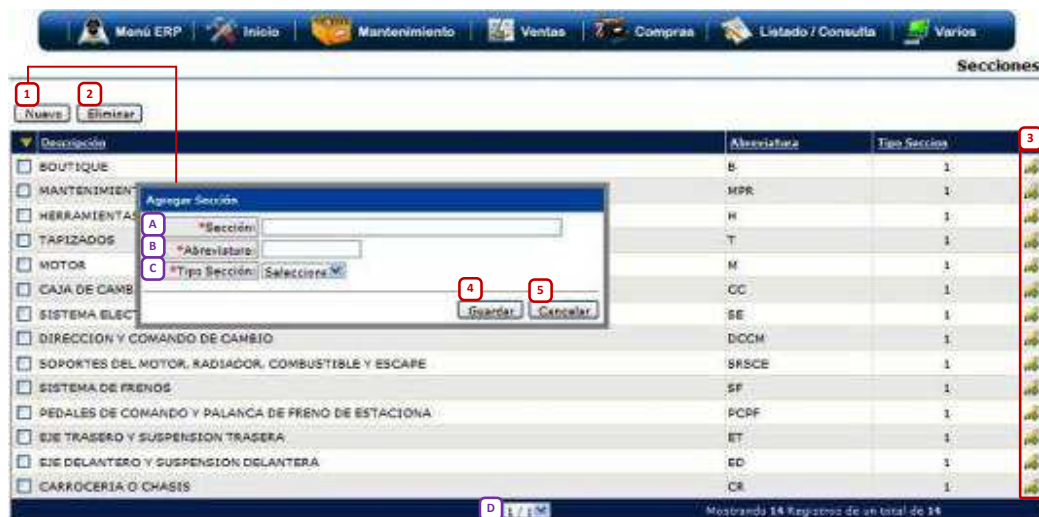 Menú ERP | Inicio | Mantenimiento | Ventas | Compras | Listado / Consulta | Varios
Secciones
1 2
Nuevo Eliminar
3
Descripción Abreviatura Tipo Seccion
BOUTIQUE B 1
MANTENIMIENT MPR 1
HERRAMIENTAS H 1
TAPIZADOS T 1
MOTOR M 1
CAJA DE CAMB CC 1
SISTEMA ELECT SE 1
DIRECCION Y COMANDO DE CAMBIO DCCM 1
SOPORTES DEL MOTOR, RADIADOR, COMBUSTIBLE Y ESCAPE SRSCE 1
SISTEMA DE FRENOS SF 1
PEDALES DE COMANDO Y PALANCA DE FRENO DE ESTACIONA PCPF 1
EJE TRASERO Y SUSPENSION TRASERA ET 1
EJE DELANTERO Y SUSPENSION DELANTERA ED 1
CARROCERIA O CHASIS CR 1
Agregar Sección
A *Sección:
B *Abreviatura:
C *Tipo Sección: Seleccione
4 5
Guardar Cancelar
D 1 / 1
Mostrando 14 Registros de un total de 14